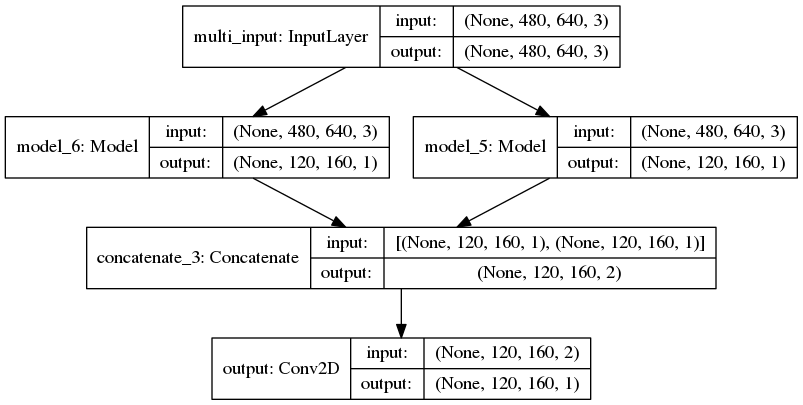 multi_input: InputLayer
input: (None, 480, 640, 3)
output: (None, 480, 640, 3)
model_6: Model
input: (None, 480, 640, 3)
output: (None, 120, 160, 1)
model_5: Model
input: (None, 480, 640, 3)
output: (None, 120, 160, 1)
concatenate_3: Concatenate
input: [(None, 120, 160, 1), (None, 120, 160, 1)]
output: (None, 120, 160, 2)
output: Conv2D
input: (None, 120, 160, 2)
output: (None, 120, 160, 1)